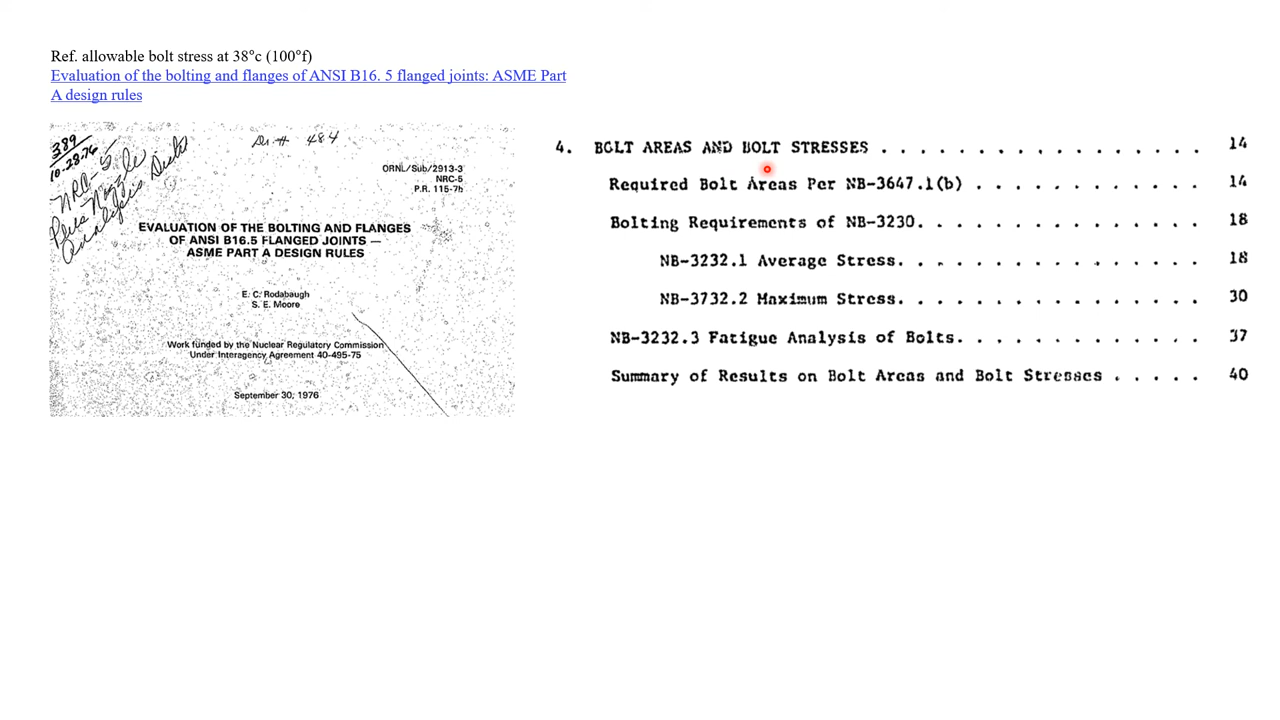 Ref. allowable bolt stress at 38°c (100°f)
Evaluation of the bolting and flanges of ANSI B16. 5 flanged joints: ASME Part
A design rules
389
10-28-76
NRC-5
Dis # 484
ORNL/Sub/2913-3
NRC-5
P.R. 115-7b
EVALUATION OF THE BOLTING AND FLANGES
OF ANSI B16.5 FLANGED JOINTS —
ASME PART A DESIGN RULES
E. C. Rodabaugh
S. E. Moore
Work funded by the Nuclear Regulatory Commission
Under Interagency Agreement 40-495-75
September 30, 1976
4. BOLT AREAS AND BOLT STRESSES . . . . . . . . . . . . . . . . . 14
Required Bolt Areas Per NB-3647.1(b) . . . . . . . . . . . . 14
Bolting Requirements of NB-3230. . . . . . . . . . . . . . . 18
NB-3232.1 Average Stress. . . . . . . . . . . . . . . . 18
NB-3732.2 Maximum Stress. . . . . . . . . . . . . . . . 30
NB-3232.3 Fatigue Analysis of Bolts. . . . . . . . . . . . . 37
Summary of Results on Bolt Areas and Bolt Stresses . . . . . 40